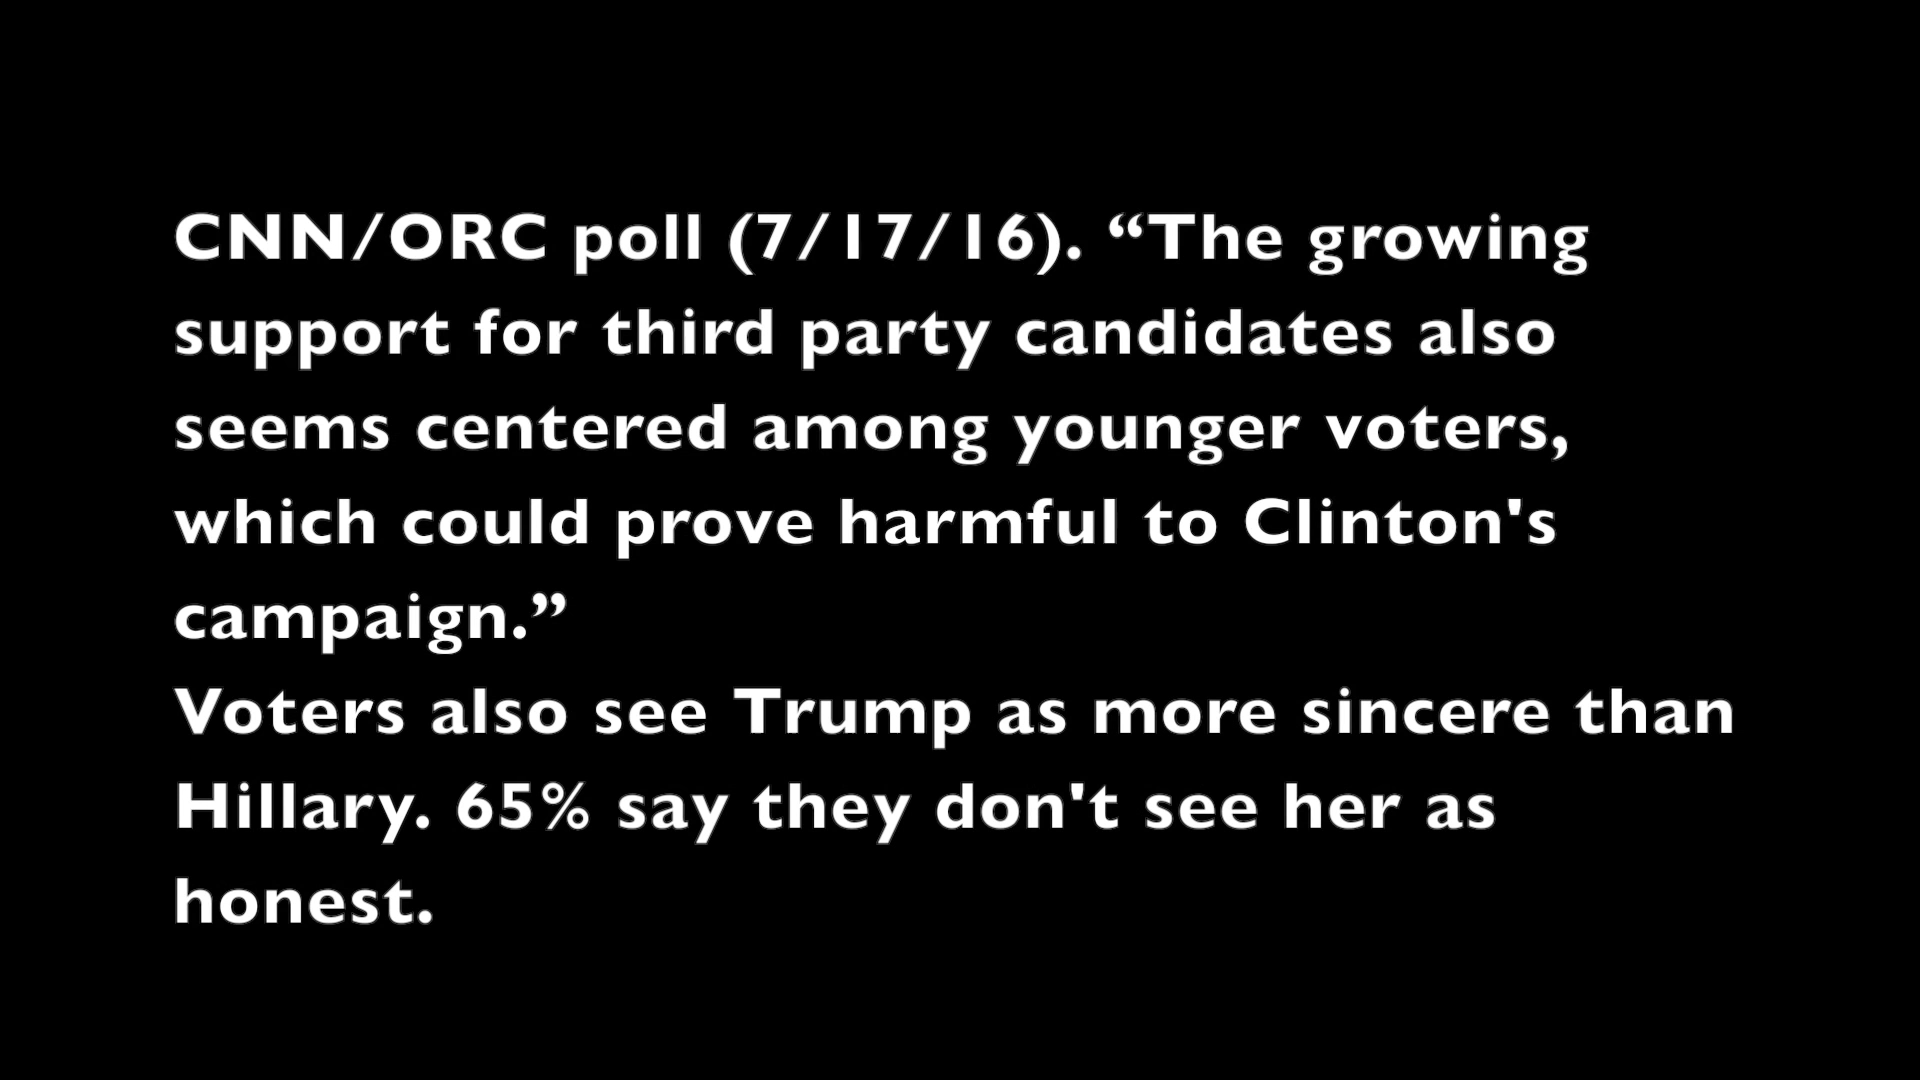 CNN/ORC poll (7/17/16). “The growing
support for third party candidates also
seems centered among younger voters,
which could prove harmful to Clinton's
campaign.”
Voters also see Trump as more sincere than
Hillary. 65% say they don't see her as
honest.